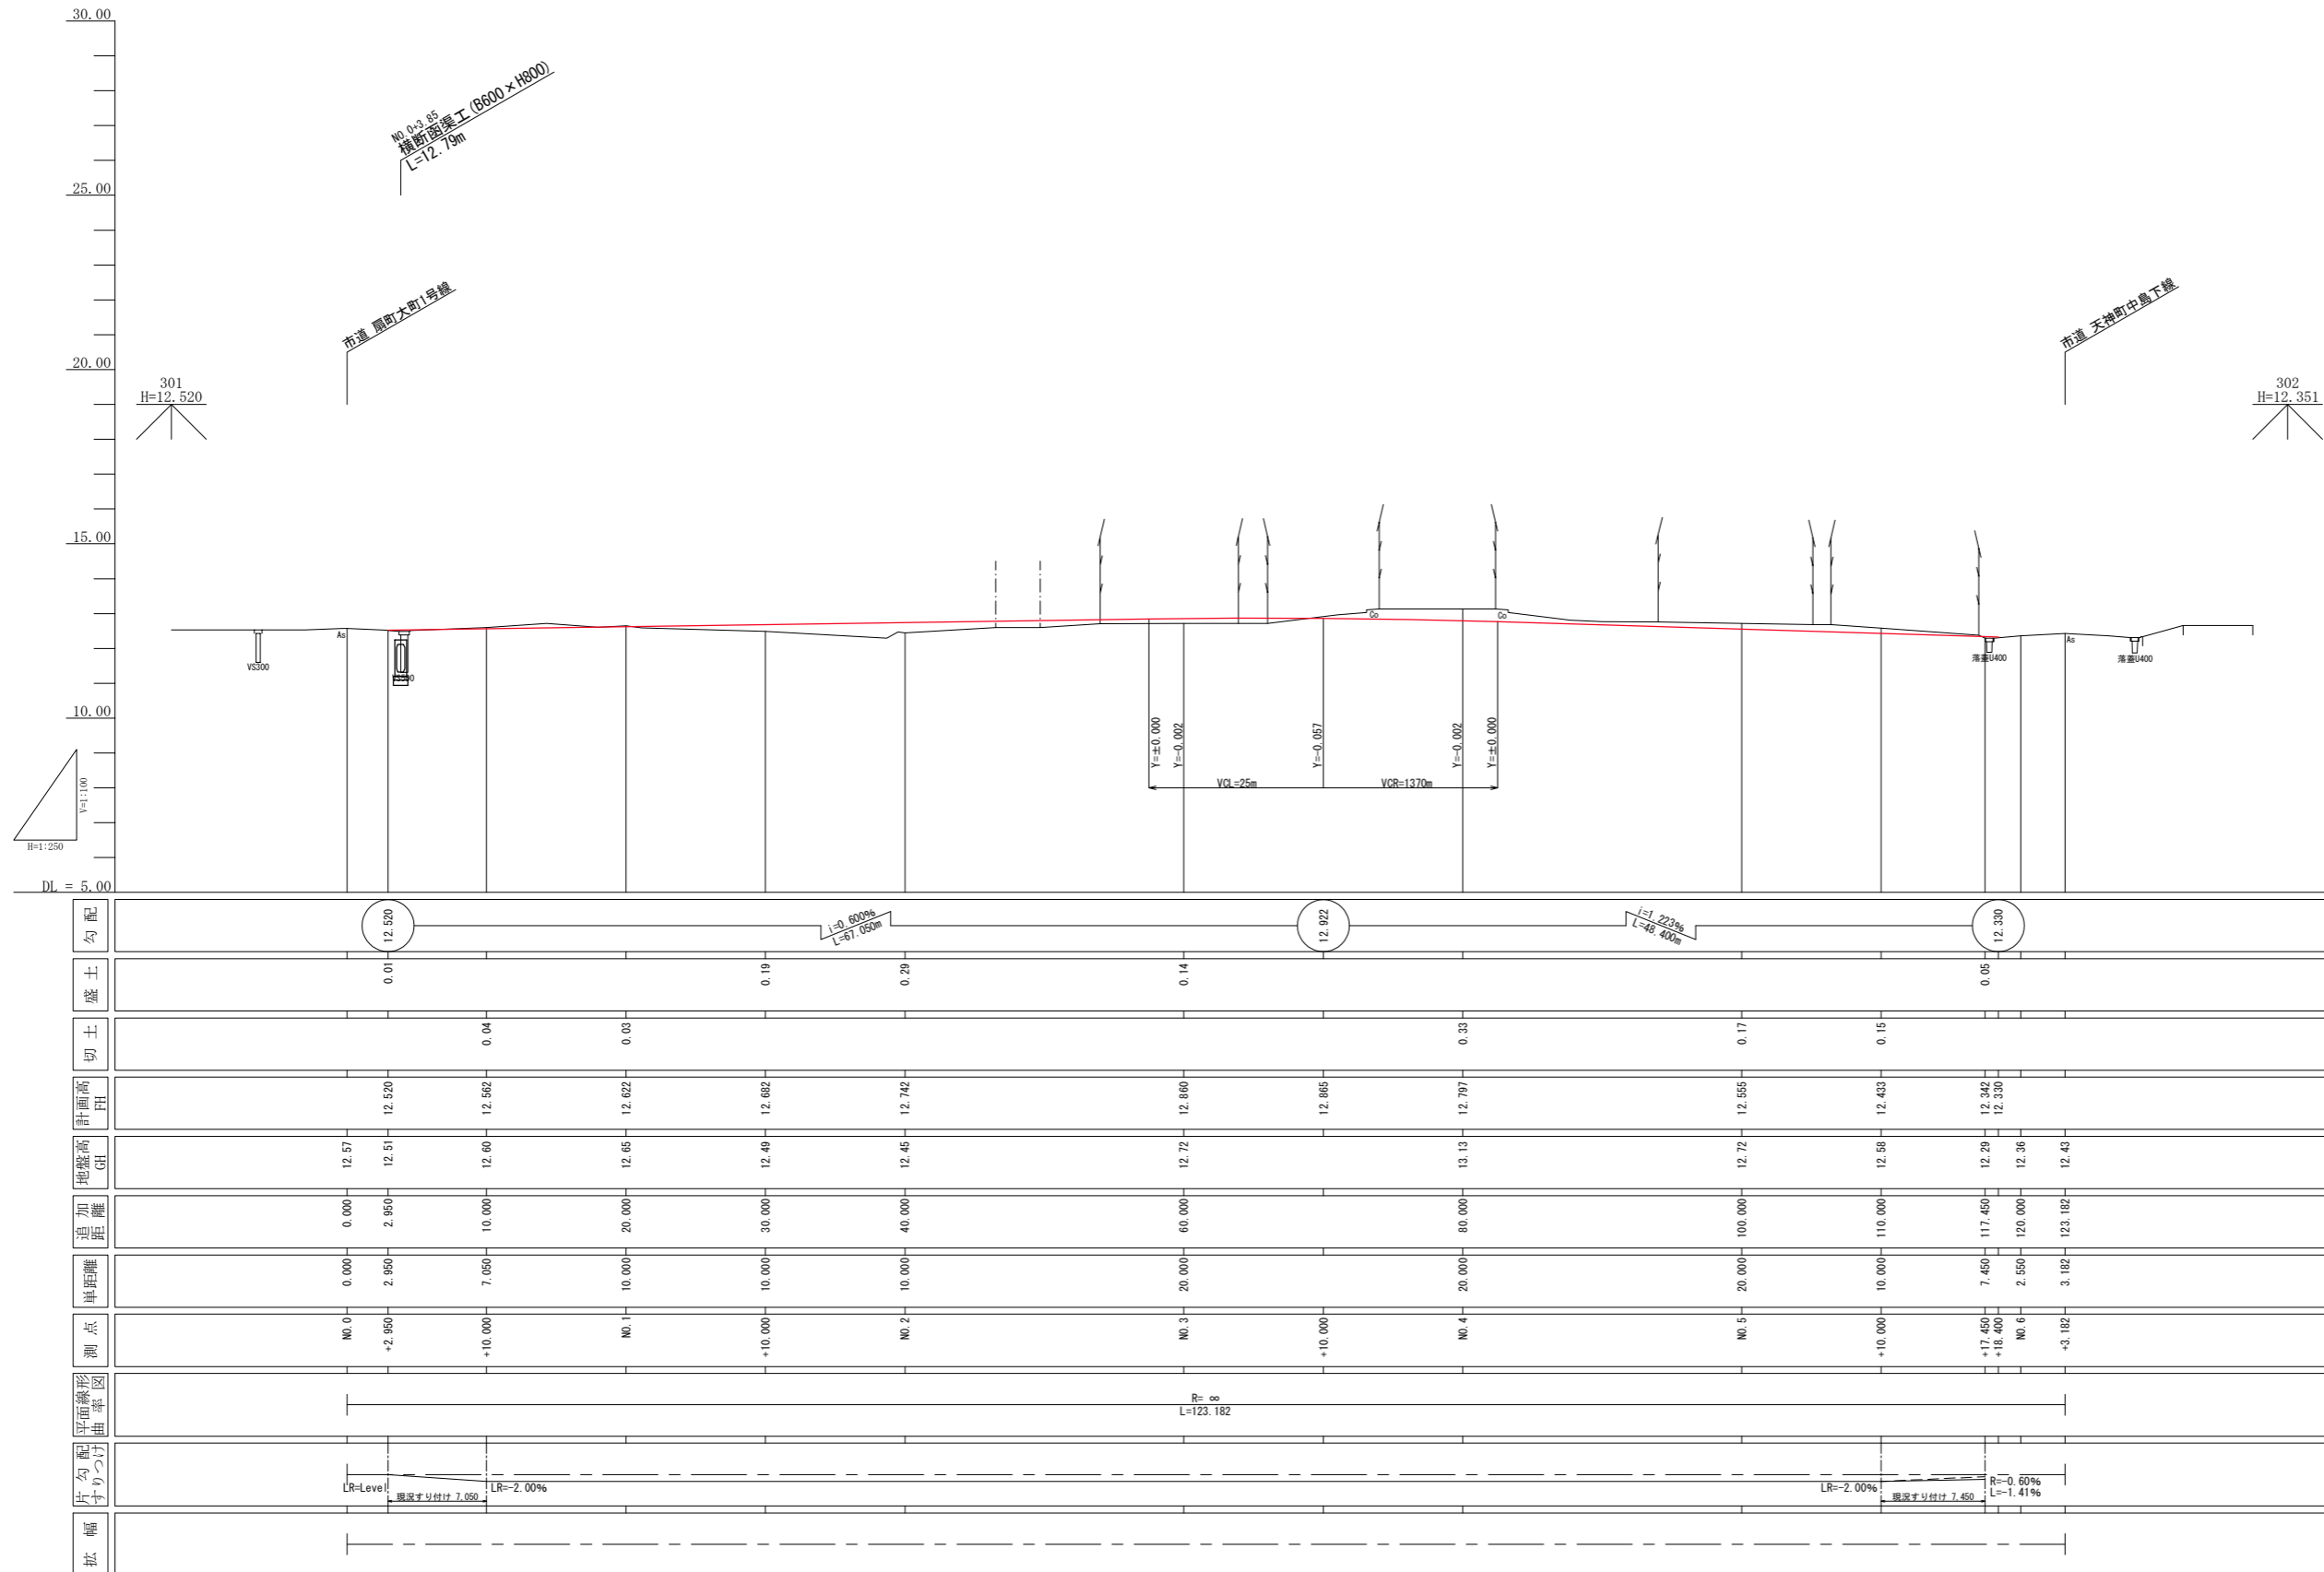 30.00
25.00
20.00
15.00
10.00
DL = 5.00
NO.0+3.85
横断函渠工(B600×H800)
L=12.79m
市道 扇町大町1号線
市道 天神町中島下線
301
H=12.520
302
H=12.351
As
VS300
VS500
Co
Co
落蓋U400
As
落蓋U400
Y=±0.000
Y=-0.002
Y=-0.057
Y=-0.002
Y=±0.000
VCL=25m
VCR=1370m
V=1:100
H=1:250
勾 配
12.520
i=0.600%
L=67.050m
12.922
i=1.223%
L=48.400m
12.330
盛 土
0.01
0.19
0.29
0.14
0.05
切 土
0.04
0.03
0.33
0.17
0.15
計画高
FH
12.520
12.562
12.622
12.682
12.742
12.860
12.865
12.797
12.555
12.433
12.342
12.330
地盤高
GH
12.57
12.51
12.60
12.65
12.49
12.45
12.72
13.13
12.72
12.58
12.29
12.36
12.43
追 加
距 離
0.000
2.950
10.000
20.000
30.000
40.000
60.000
80.000
100.000
110.000
117.450
120.000
123.182
単距離
0.000
2.950
7.050
10.000
10.000
10.000
20.000
20.000
20.000
10.000
7.450
2.550
3.182
測 点
NO.0
+2.950
+10.000
NO.1
+10.000
NO.2
NO.3
+10.000
NO.4
NO.5
+10.000
+17.450
+18.400
NO.6
+3.182
平面線形
曲 率 図
R= ∞
L=123.182
片 勾 配
すりつけ
LR=Level
現況すり付け 7.050
LR=-2.00%
LR=-2.00%
現況すり付け 7.450
R=-0.60%
L=-1.41%
拡 幅